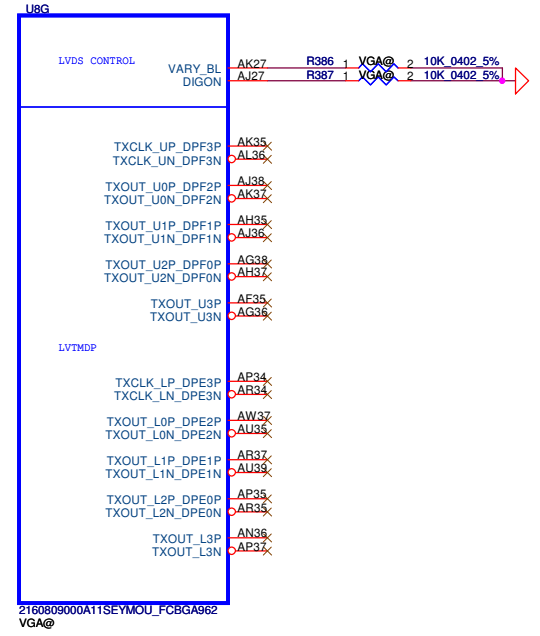 U8G
LVDS CONTROL
VARY_BL AK27 R386 1 VGA@ 2 10K_0402_5%
DIGON AJ27 R387 1 VGA@ 2 10K_0402_5%
TXCLK_UP_DPF3P AK35
TXCLK_UN_DPF3N AL36
TXOUT_U0P_DPF2P AJ38
TXOUT_U0N_DPF2N AK37
TXOUT_U1P_DPF1P AH35
TXOUT_U1N_DPF1N AJ36
TXOUT_U2P_DPF0P AG38
TXOUT_U2N_DPF0N AH37
TXOUT_U3P AF35
TXOUT_U3N AG36
LVTMDP
TXCLK_LP_DPE3P AP34
TXCLK_LN_DPE3N AR34
TXOUT_L0P_DPE2P AW37
TXOUT_L0N_DPE2N AU35
TXOUT_L1P_DPE1P AR37
TXOUT_L1N_DPE1N AU39
TXOUT_L2P_DPE0P AP35
TXOUT_L2N_DPE0N AR35
TXOUT_L3P AN36
TXOUT_L3N AP37
2160809000A11SEYMOU_FCBGA962
VGA@